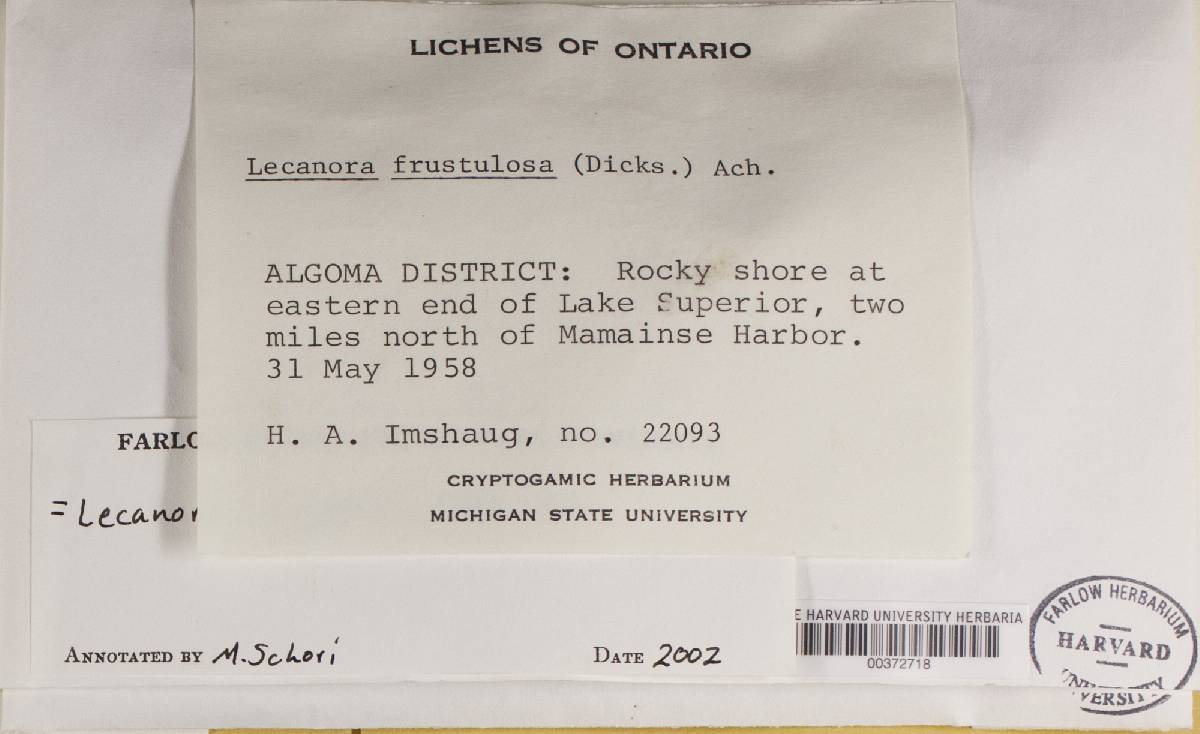 LICHENS OF ONTARIO
Lecanora frustulosa (Dicks.) Ach.
ALGOMA DISTRICT: Rocky shore at
eastern end of Lake Superior, two
miles north of Mamainse Harbor.
31 May 1958
H. A. Imshaug, no. 22093
CRYPTOGAMIC HERBARIUM
MICHIGAN STATE UNIVERSITY
FARLO
= Lecanor
ANNOTATED BY M. Schori DATE 2002
E HARVARD UNIVERSITY HERBARIA
00372718
FARLOW HERBARIUM
HARVARD
UNIVERSITY